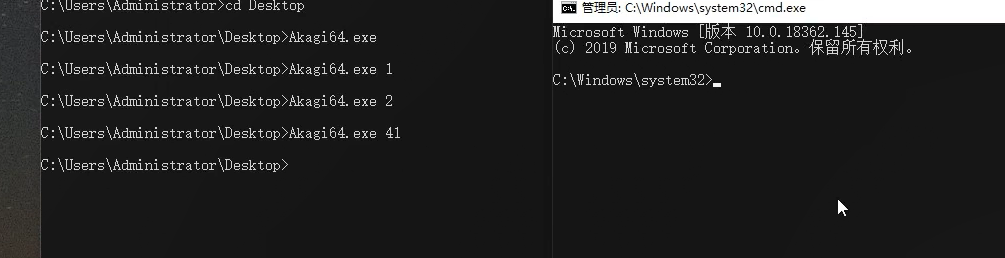 C:\Users\Administrator>cd Desktop
C:\Users\Administrator\Desktop>Akagi64.exe
C:\Users\Administrator\Desktop>Akagi64.exe 1
C:\Users\Administrator\Desktop>Akagi64.exe 2
C:\Users\Administrator\Desktop>Akagi64.exe 41
C:\Users\Administrator\Desktop>
管理员: C:\Windows\system32\cmd.exe
Microsoft Windows [版本 10.0.18362.145]
(c) 2019 Microsoft Corporation。保留所有权利。
C:\Windows\system32>